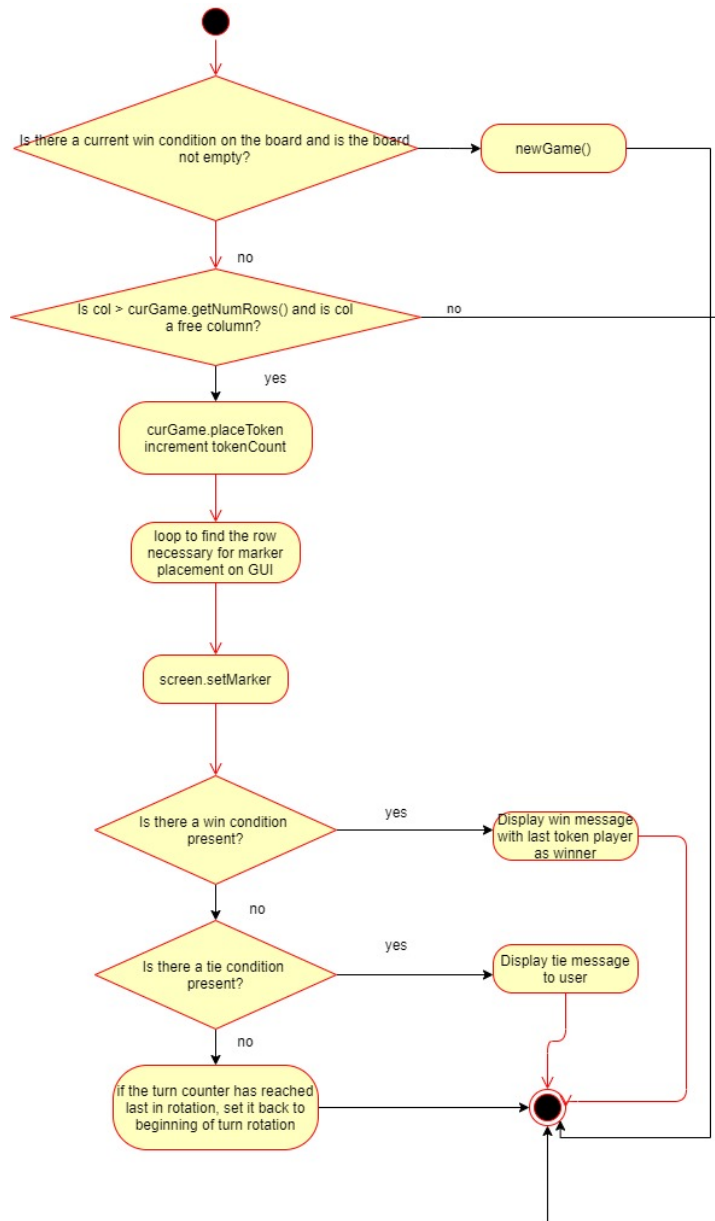 Is there a current win condition on the board and is the board
not empty?
newGame()
no
Is col > curGame.getNumRows() and is col
a free column?
no
yes
curGame.placeToken
increment tokenCount
loop to find the row
necessary for marker
placement on GUI
screen.setMarker
Is there a win condition
present?
yes
Display win message
with last token player
as winner
no
Is there a tie condition
present?
yes
Display tie message
to user
no
if the turn counter has reached
last in rotation, set it back to
beginning of turn rotation